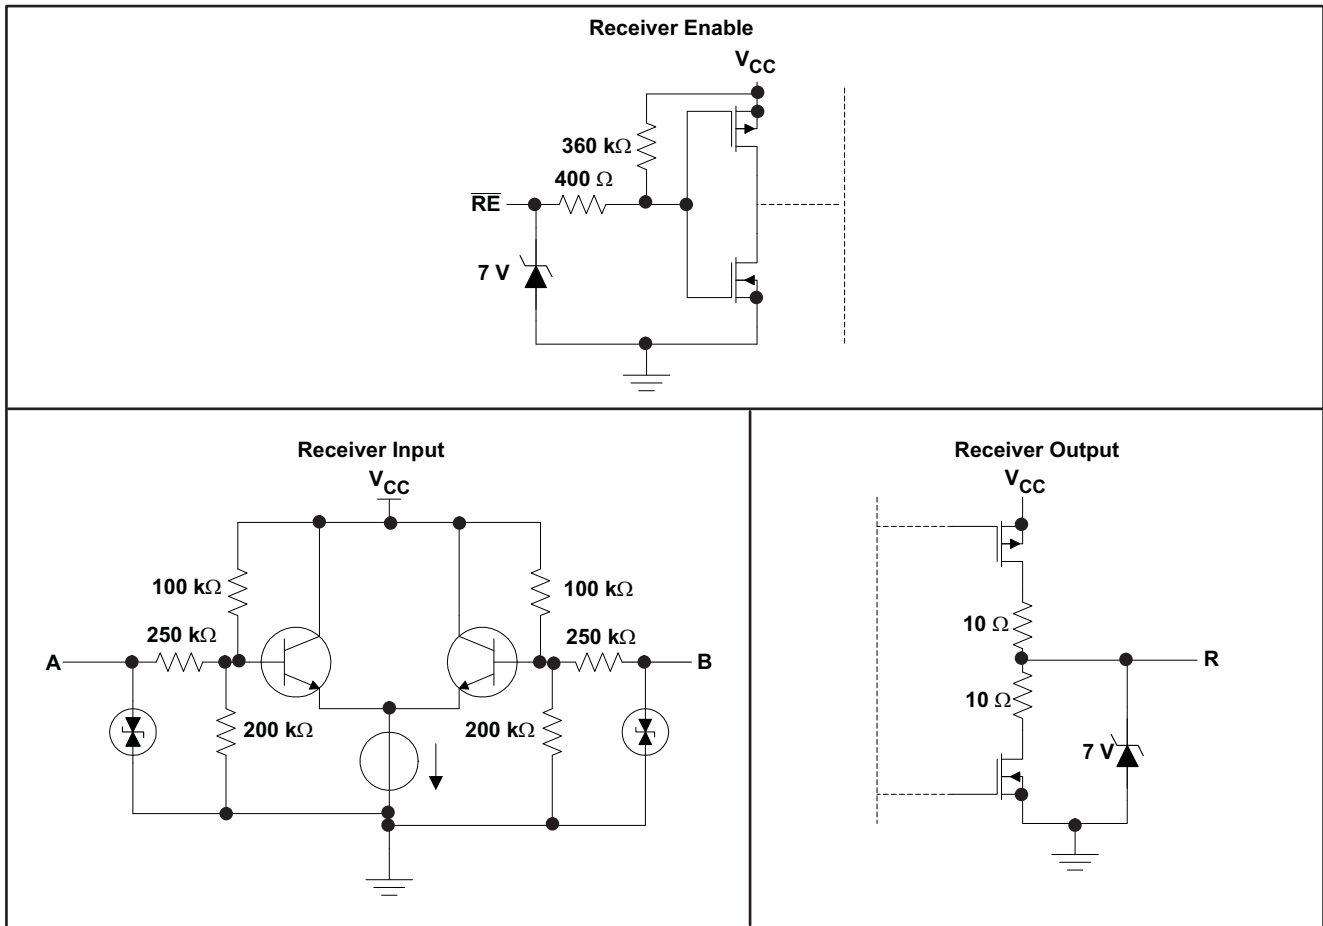 Receiver Enable
VCC
360 kΩ
400 Ω
RE
7 V
Receiver Input
VCC
100 kΩ
100 kΩ
250 kΩ
250 kΩ
A
B
200 kΩ
200 kΩ
Receiver Output
VCC
10 Ω
R
10 Ω
7 V